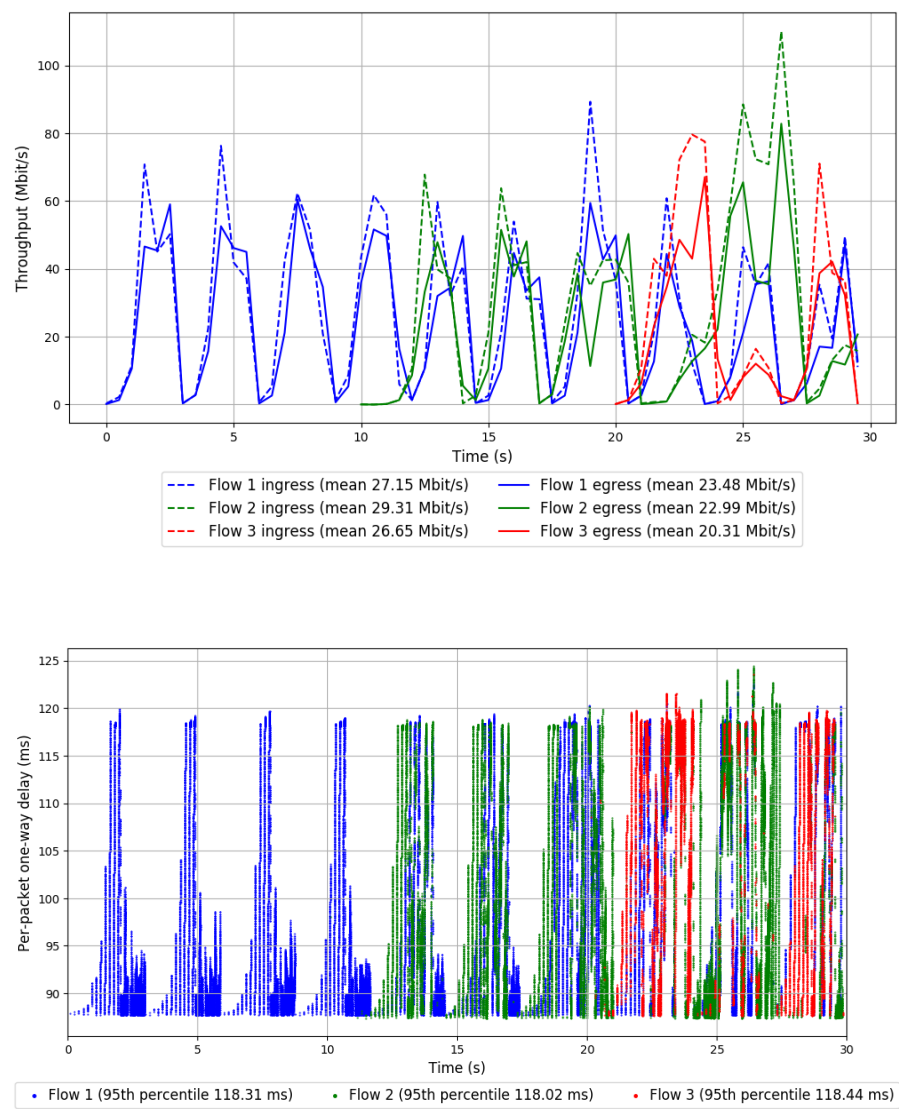 100
80
60
40
20
0
Throughput (Mbit/s)
0 5 10 15 20 25 30
Time (s)
Flow 1 ingress (mean 27.15 Mbit/s) Flow 1 egress (mean 23.48 Mbit/s)
Flow 2 ingress (mean 29.31 Mbit/s) Flow 2 egress (mean 22.99 Mbit/s)
Flow 3 ingress (mean 26.65 Mbit/s) Flow 3 egress (mean 20.31 Mbit/s)
125
120
115
110
105
100
95
90
Per-packet one-way delay (ms)
0 5 10 15 20 25 30
Time (s)
Flow 1 (95th percentile 118.31 ms) Flow 2 (95th percentile 118.02 ms) Flow 3 (95th percentile 118.44 ms)